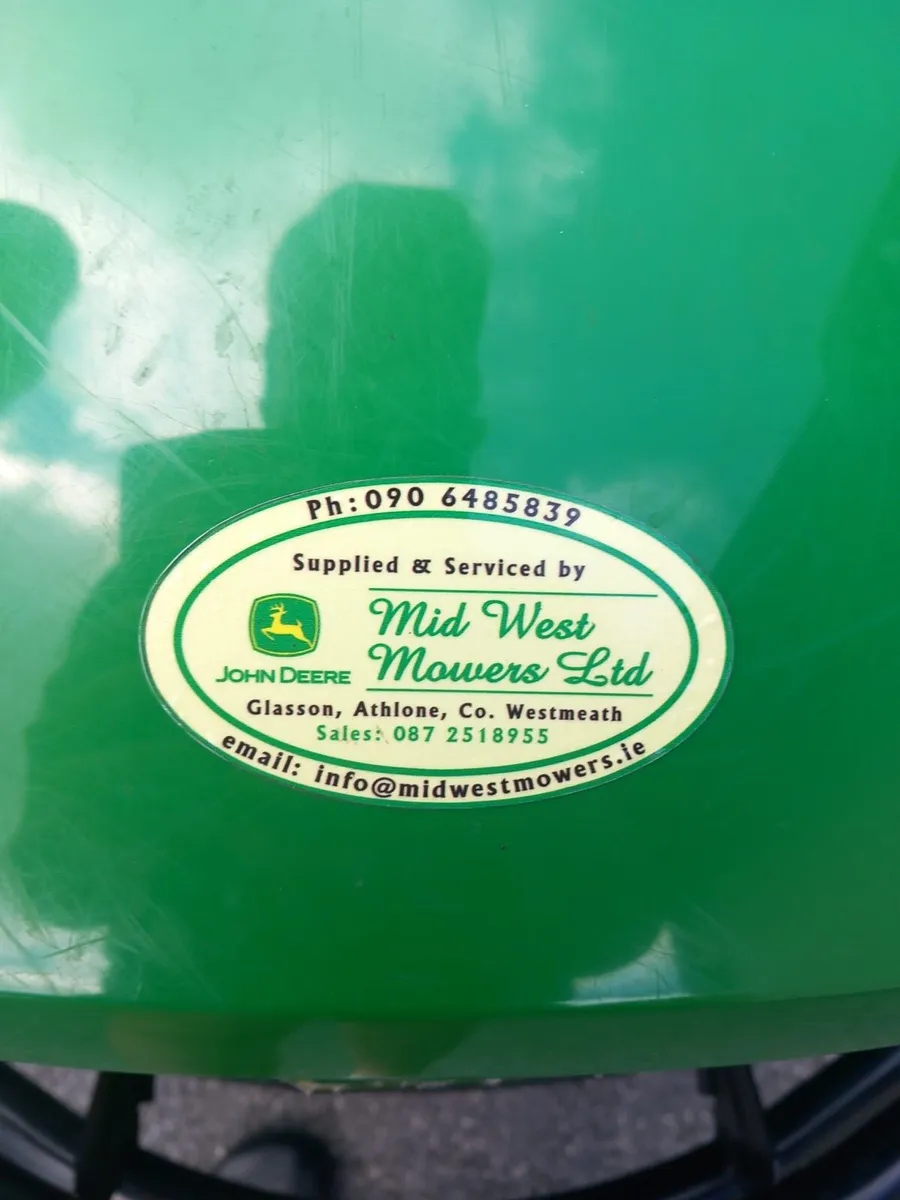 Ph: 090 6485839
Supplied & Serviced by
JOHN DEERE
Mid West
Mowers Ltd
Glasson, Athlone, Co. Westmeath
Sales: 087 2518955
email: info@midwestmowers.ie